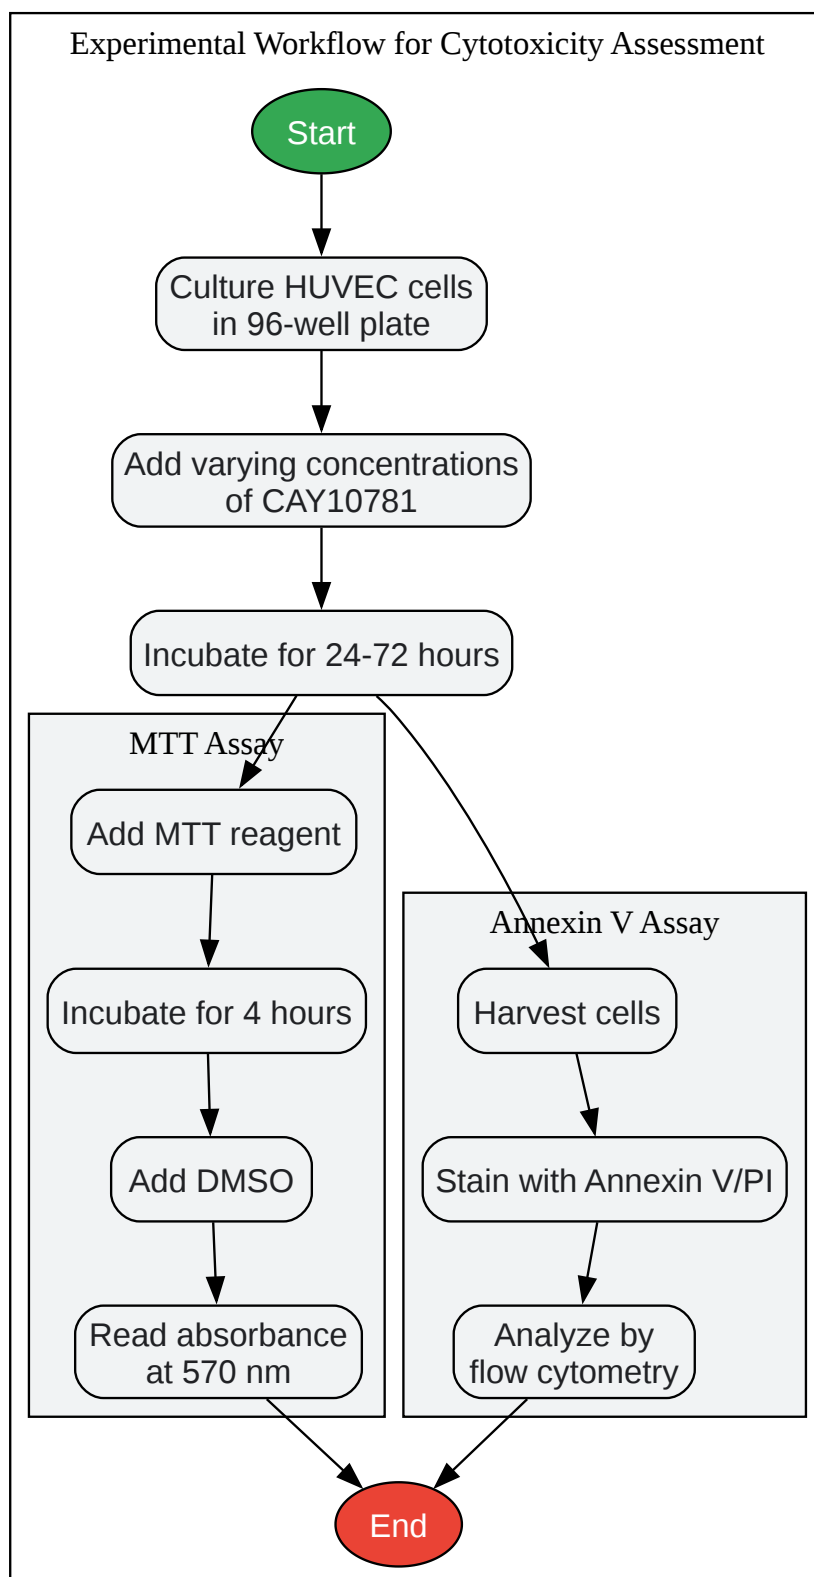 Experimental Workflow for Cytotoxicity Assessment
Start
Culture HUVEC cells
in 96-well plate
Add varying concentrations
of CAY10781
Incubate for 24-72 hours
MTT Assay
Add MTT reagent
Incubate for 4 hours
Add DMSO
Read absorbance
at 570 nm
Annexin V Assay
Harvest cells
Stain with Annexin V/PI
Analyze by
flow cytometry
End